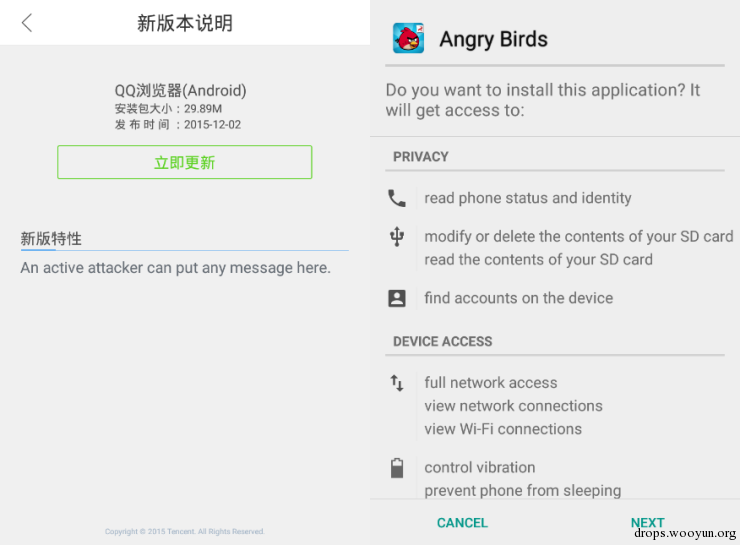 新版本说明
QQ浏览器(Android)
安装包大小：29.89M
发 布 时 间 ：2015-12-02
立即更新
新版特性
An active attacker can put any message here.
Copyright © 2015 Tencent. All Rights Reserved.
Angry Birds
Do you want to install this application? It
will get access to:
PRIVACY
read phone status and identity
modify or delete the contents of your SD card
read the contents of your SD card
find accounts on the device
DEVICE ACCESS
full network access
view network connections
view Wi-Fi connections
control vibration
prevent phone from sleeping
CANCEL
NEXT
drops.wooyun.org